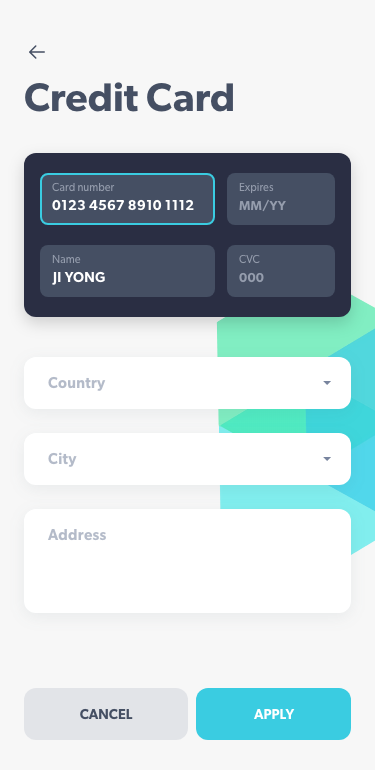 Credit Card
Card number
0123 4567 8910 1112
Expires
MM/YY
Name
JI YONG
CVC
000
Country
City
Address
CANCEL
APPLY